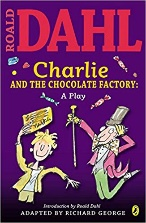 ROALD
DAHL
Charlie
AND THE CHOCOLATE FACTORY:
A Play
Introduction by Roald Dahl
ADAPTED BY RICHARD GEORGE